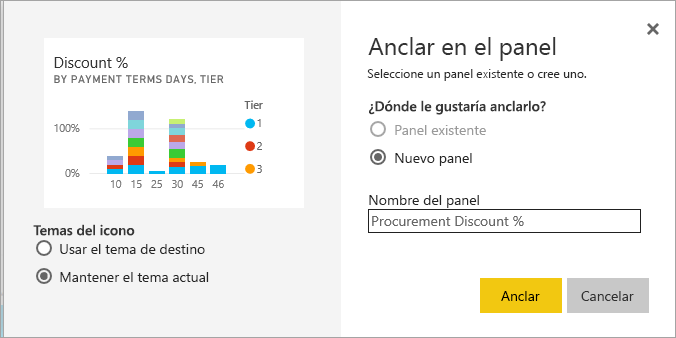 Discount %
BY PAYMENT TERMS DAYS, TIER
Tier
100%
0%
1
2
3
10 15 25 30 45 46
Temas del icono
Usar el tema de destino
Mantener el tema actual
Anclar en el panel
Seleccione un panel existente o cree uno.
¿Dónde le gustaría anclarlo?
Panel existente
Nuevo panel
Nombre del panel
Procurement Discount %
Anclar
Cancelar